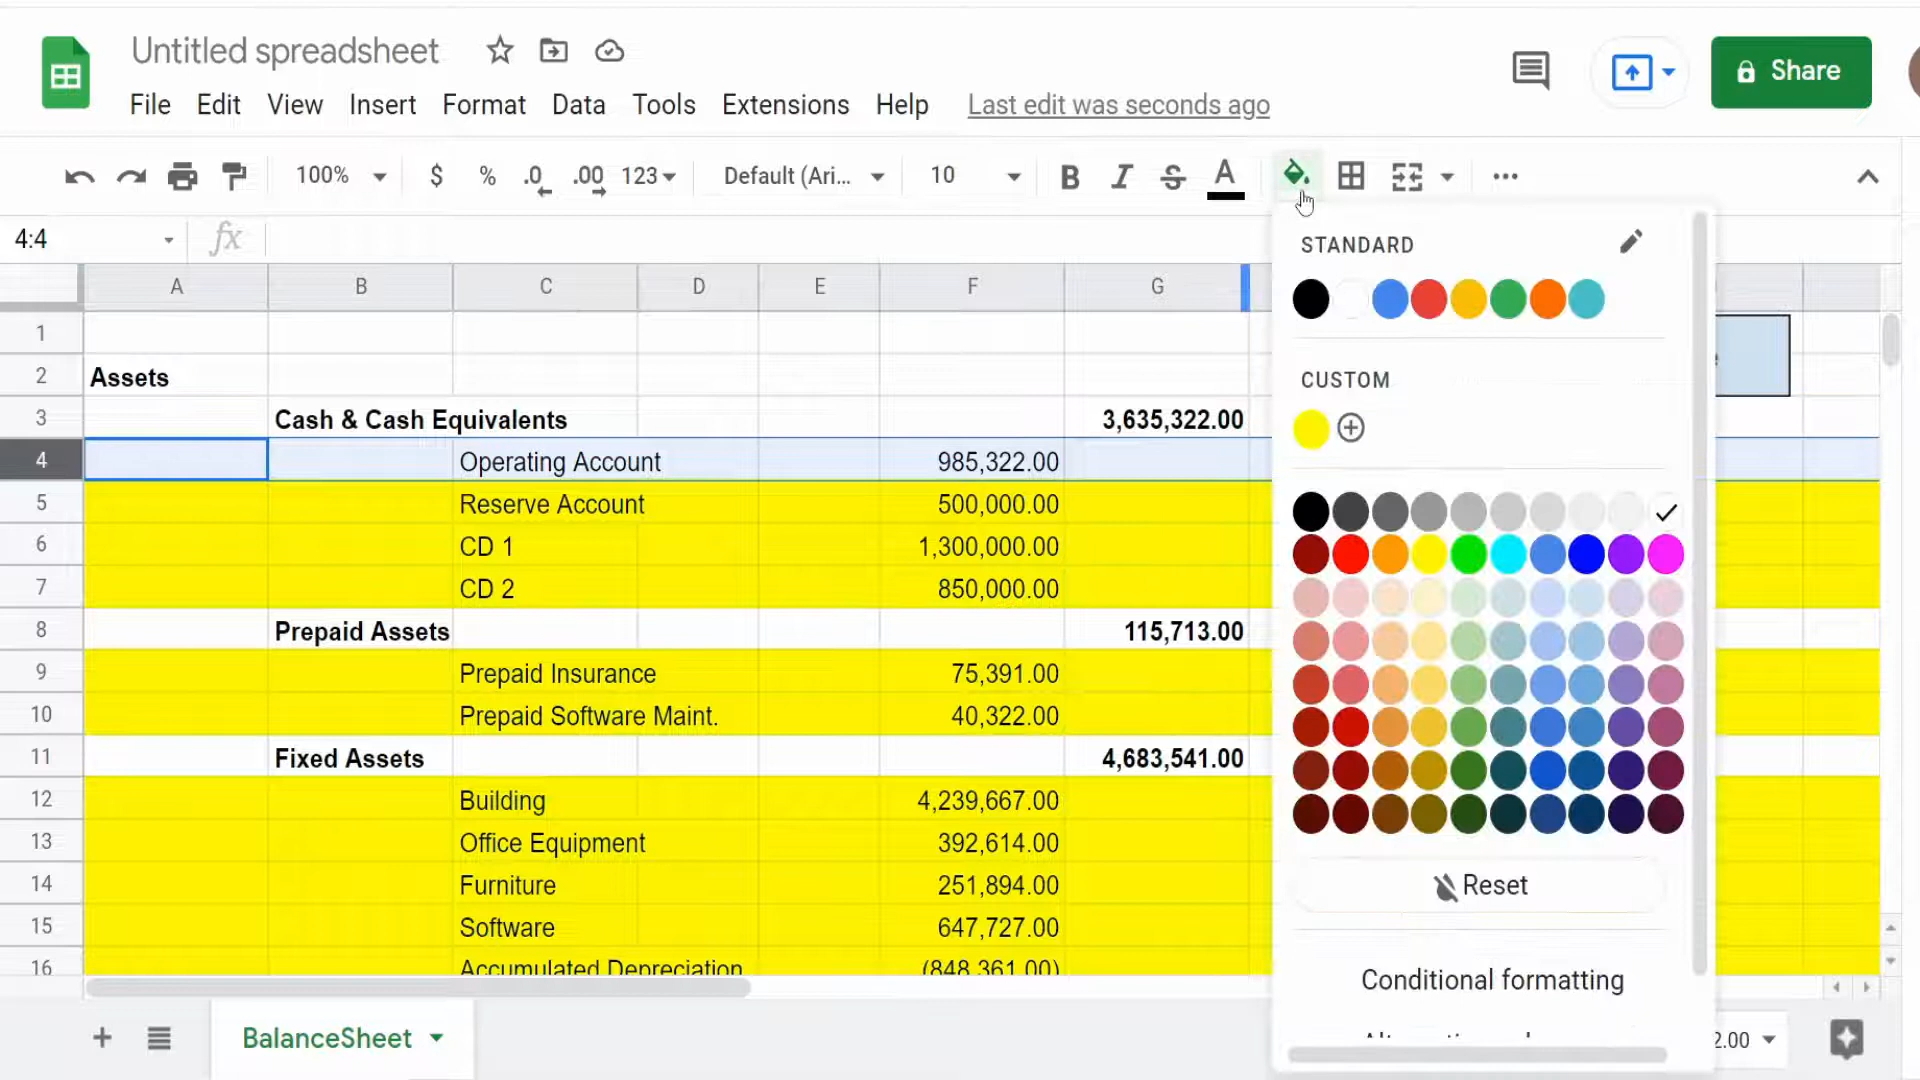 Untitled spreadsheet
File Edit View Insert Format Data Tools Extensions Help Last edit was seconds ago
Share
100% $ % .0 .00 123 Default (Ari... 10 B I S A
4:4 fx
STANDARD
A B C D E F G
1
2 Assets
CUSTOM
3 Cash & Cash Equivalents 3,635,322.00
4 Operating Account 985,322.00
5 Reserve Account 500,000.00
6 CD 1 1,300,000.00
7 CD 2 850,000.00
8 Prepaid Assets 115,713.00
9 Prepaid Insurance 75,391.00
10 Prepaid Software Maint. 40,322.00
11 Fixed Assets 4,683,541.00
12 Building 4,239,667.00
13 Office Equipment 392,614.00
14 Furniture 251,894.00
Reset
15 Software 647,727.00
16 Accumulated Depreciation (848,361.00)
Conditional formatting
BalanceSheet
2.00